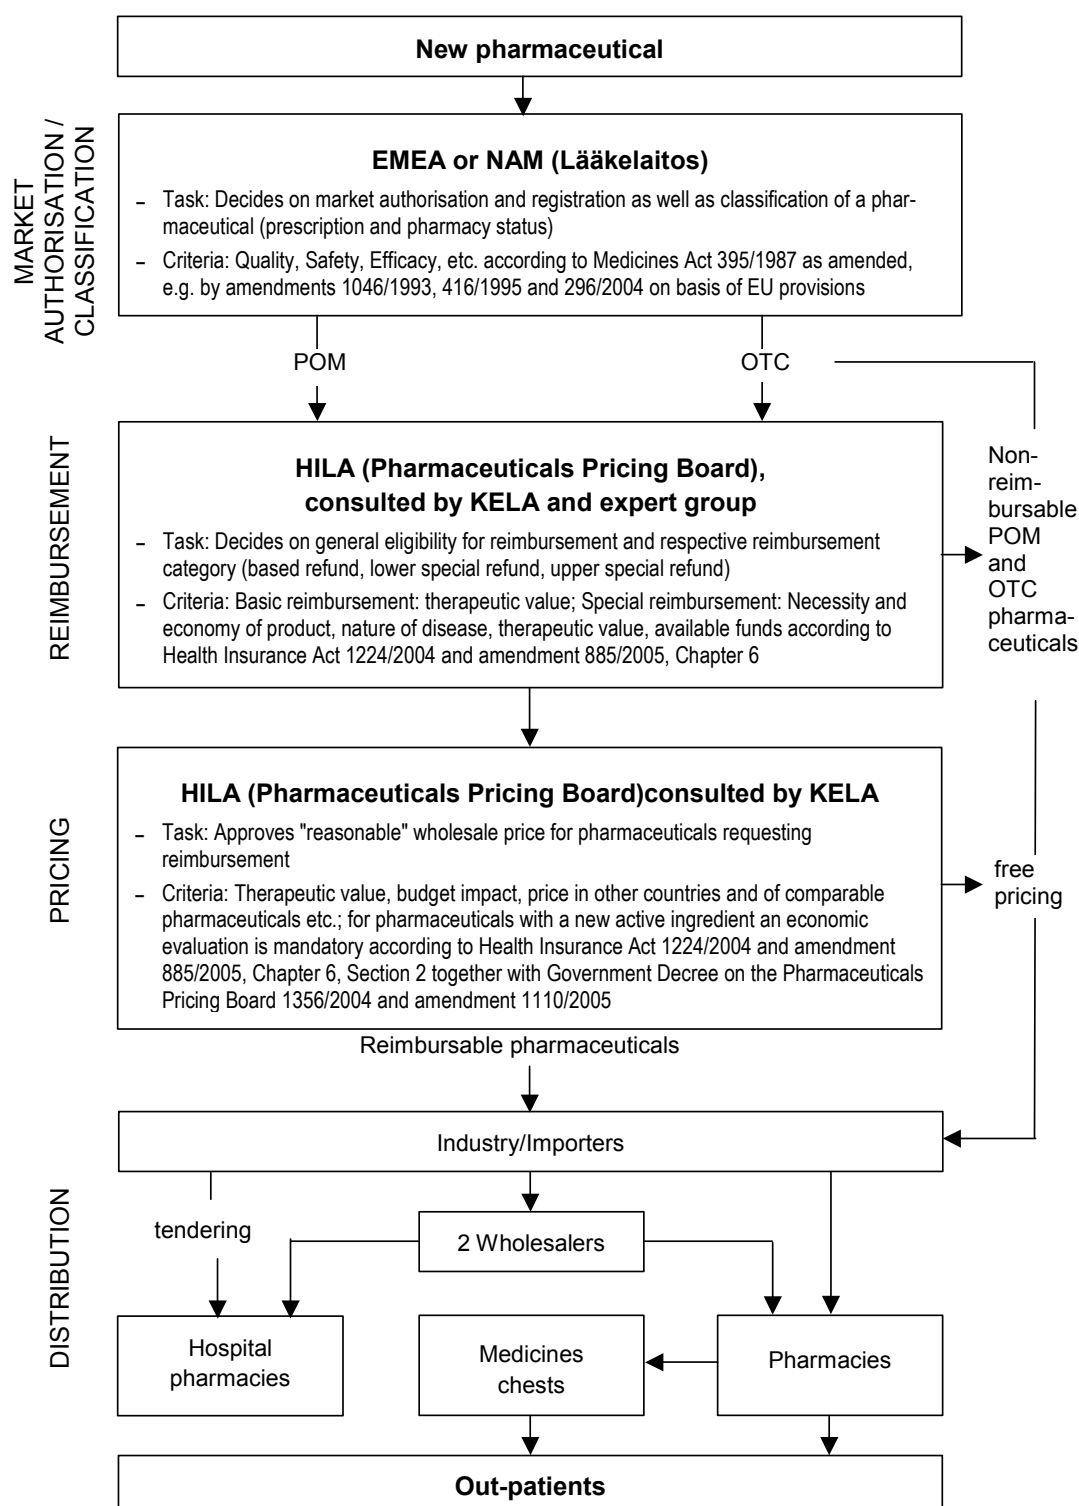 New pharmaceutical
MARKET
AUTHORISATION /
CLASSIFICATION
EMEA or NAM (Lääkelaitos)
- Task: Decides on market authorisation and registration as well as classification of a phar-
maceutical (prescription and pharmacy status)
- Criteria: Quality, Safety, Efficacy, etc. according to Medicines Act 395/1987 as amended,
e.g. by amendments 1046/1993, 416/1995 and 296/2004 on basis of EU provisions
POM
OTC
REIMBURSEMENT
HILA (Pharmaceuticals Pricing Board),
consulted by KELA and expert group
- Task: Decides on general eligibility for reimbursement and respective reimbursement
category (based refund, lower special refund, upper special refund)
- Criteria: Basic reimbursement: therapeutic value; Special reimbursement: Necessity and
economy of product, nature of disease, therapeutic value, available funds according to
Health Insurance Act 1224/2004 and amendment 885/2005, Chapter 6
Non-
reim-
bursable
POM
and
OTC
pharma-
ceuticals
PRICING
HILA (Pharmaceuticals Pricing Board)consulted by KELA
- Task: Approves "reasonable" wholesale price for pharmaceuticals requesting
reimbursement
- Criteria: Therapeutic value, budget impact, price in other countries and of comparable
pharmaceuticals etc.; for pharmaceuticals with a new active ingredient an economic
evaluation is mandatory according to Health Insurance Act 1224/2004 and amendment
885/2005, Chapter 6, Section 2 together with Government Decree on the Pharmaceuticals
Pricing Board 1356/2004 and amendment 1110/2005
free
pricing
Reimbursable pharmaceuticals
DISTRIBUTION
Industry/Importers
tendering
2 Wholesalers
Hospital
pharmacies
Medicines
chests
Pharmacies
Out-patients